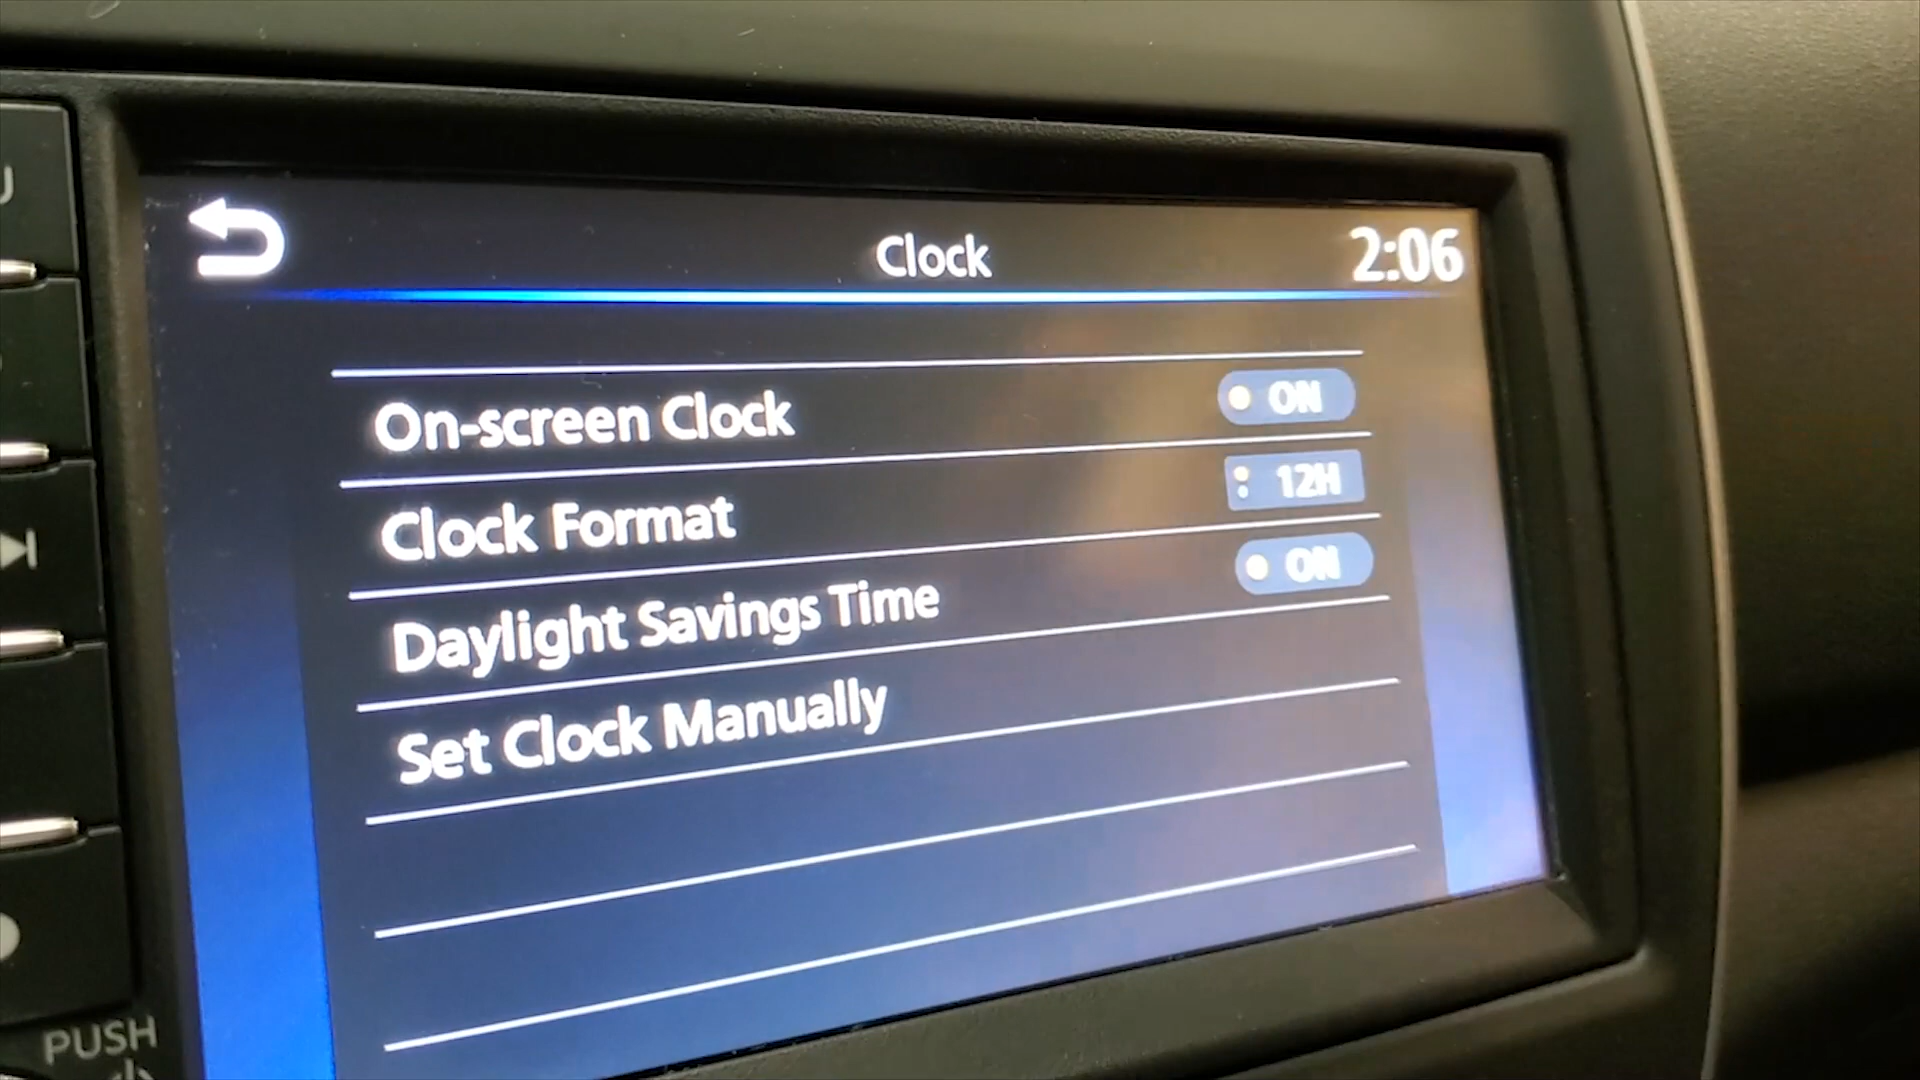 Clock
2:06
On-screen Clock
ON
Clock Format
12H
Daylight Savings Time
ON
Set Clock Manually
PUSH